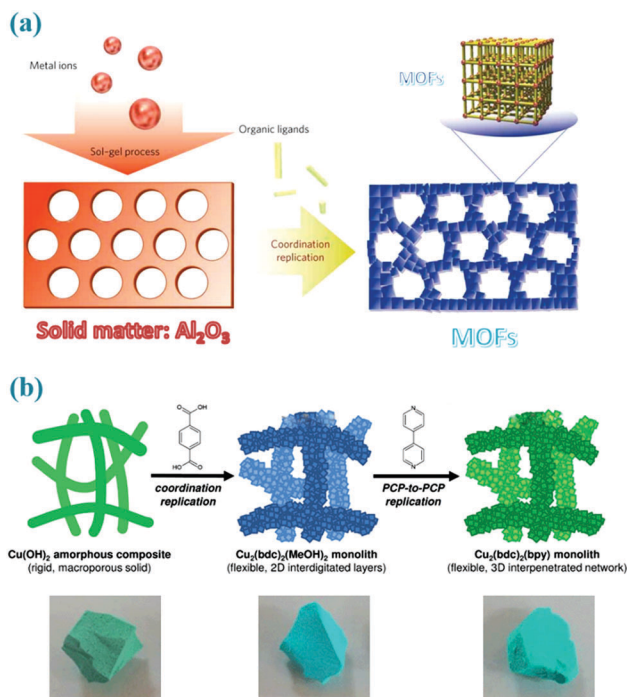 (a)
Metal ions
MOFs
Organic ligands
Sol-gel process
Coordination
replication
Solid matter: Al₂O₃
MOFs
(b)
OH
O
O
HO
N
N
coordination
replication
PCP-to-PCP
replication
Cu(OH)₂ amorphous composite
(rigid, macroporous solid)
Cu₂(bdc)₂(MeOH)₂ monolith
(flexible, 2D interdigitated layers)
Cu₂(bdc)₂(bpy) monolith
(flexible, 3D interpenetrated network)